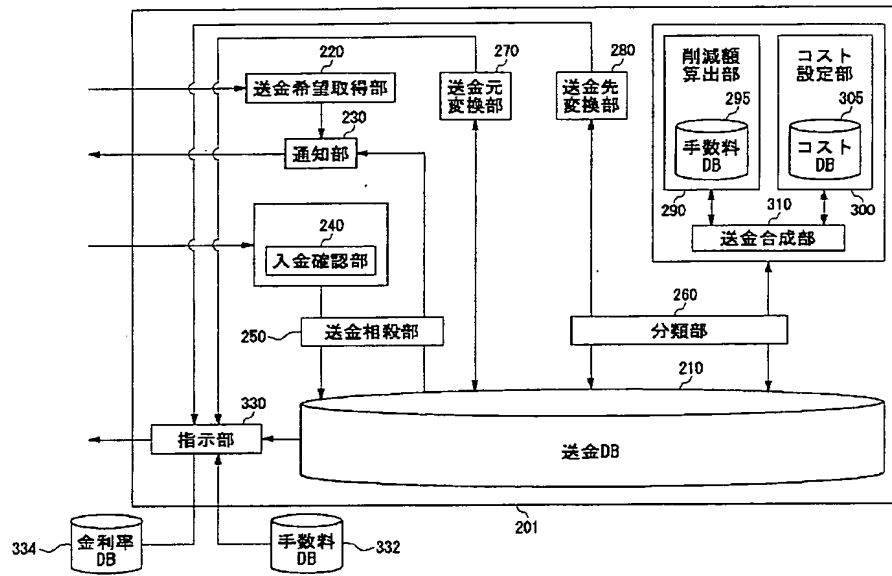 220
送金希望取得部
230
通知部
240
入金確認部
250
送金相殺部
270
送金元
変換部
280
送金先
変換部
削減額
算出部
295
手数料
DB
290
コスト
設定部
305
コスト
DB
300
310
送金合成部
260
分類部
210
送金DB
330
指示部
201
334
金利率
DB
手数料
DB
332